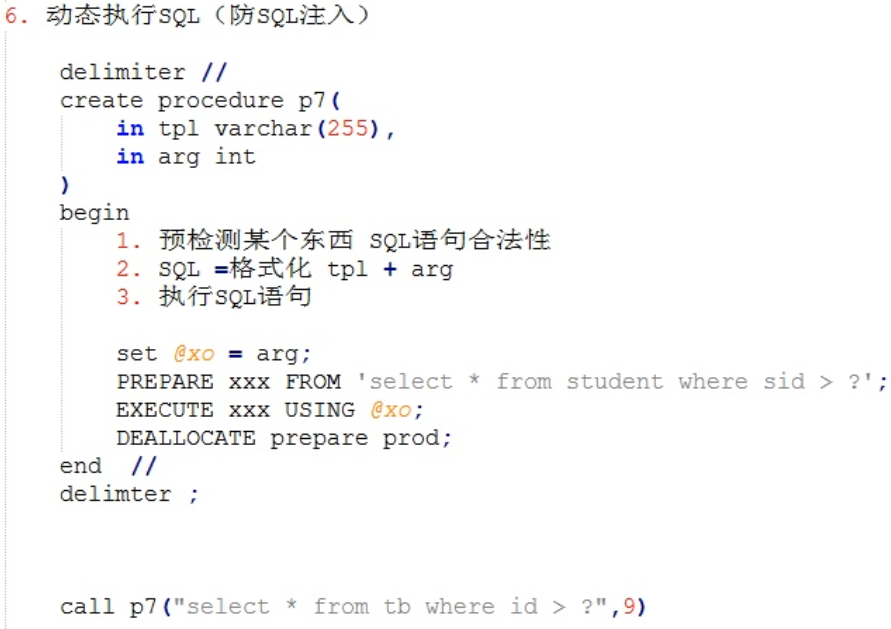 6. 动态执行SQL（防SQL注入）
delimiter //
create procedure p7(
in tpl varchar(255),
in arg int
)
begin
1. 预检测某个东西 SQL语句合法性
2. SQL =格式化 tpl + arg
3. 执行SQL语句
set @xo = arg;
PREPARE xxx FROM 'select * from student where sid > ?';
EXECUTE xxx USING @xo;
DEALLOCATE prepare prod;
end //
delimter ;
call p7("select * from tb where id > ?",9)